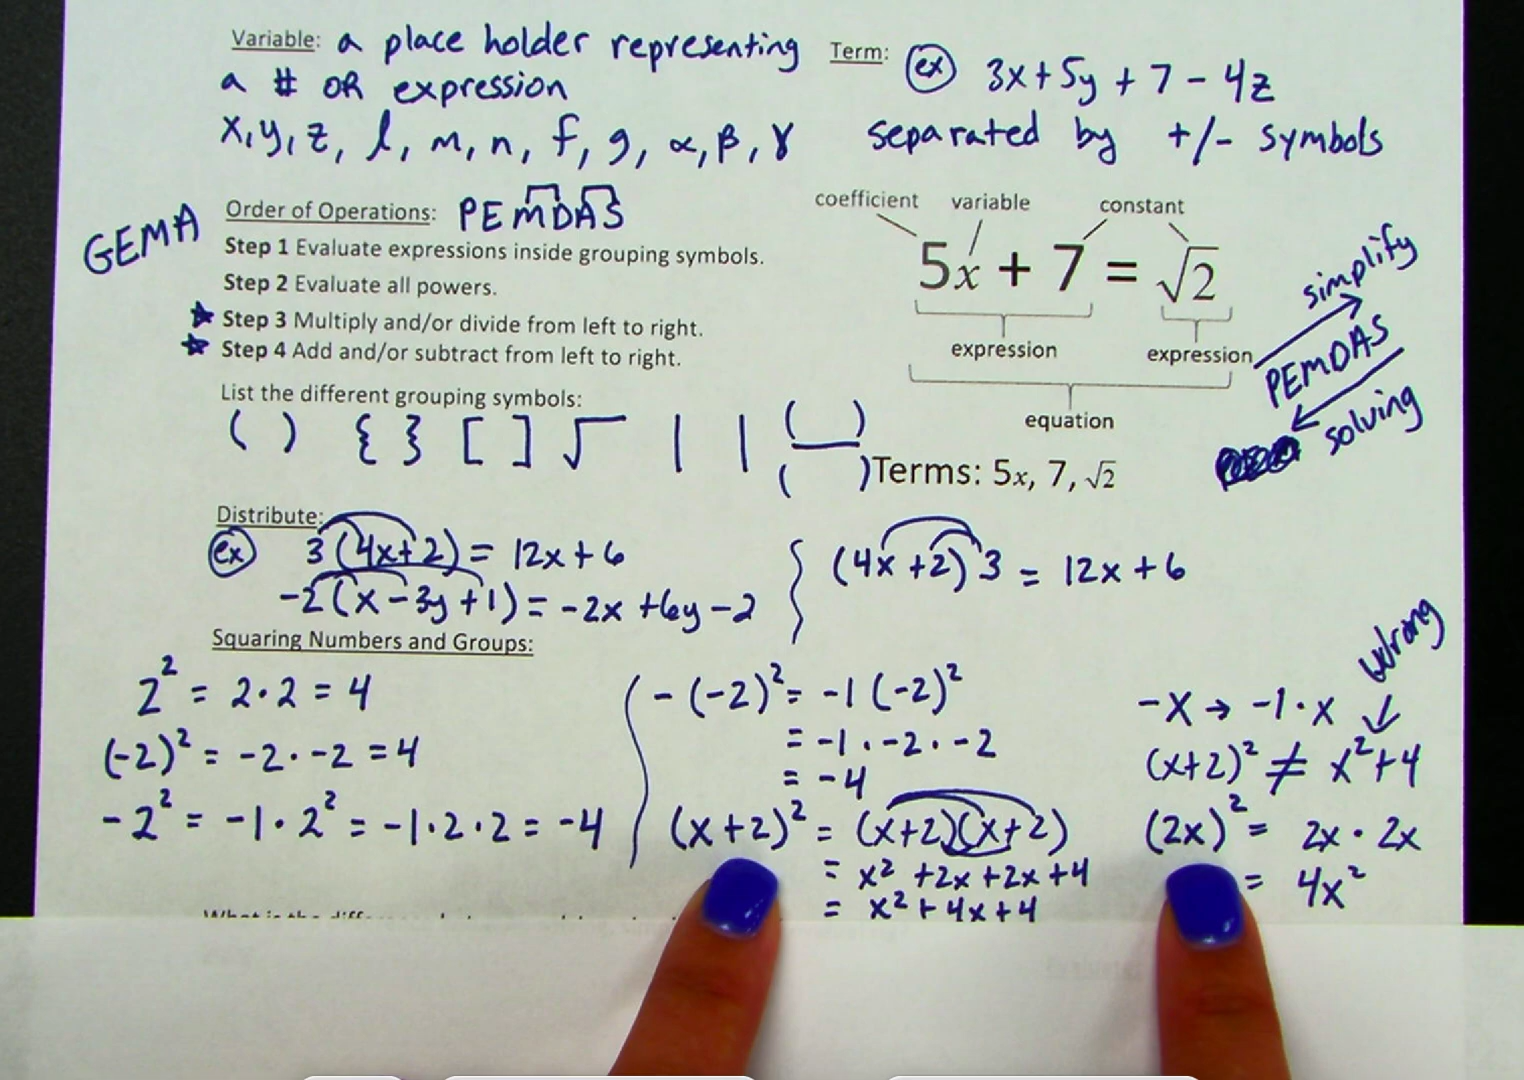 Variable: a place holder representing
a # OR expression
x, y, z, l, m, n, f, g, α, β, γ
Term: ex 3x + 5y + 7 - 4z
separated by +/- symbols
GEMA
Order of Operations: PEMDAS
Step 1 Evaluate expressions inside grouping symbols.
Step 2 Evaluate all powers.
★ Step 3 Multiply and/or divide from left to right.
★ Step 4 Add and/or subtract from left to right.
coefficient variable constant
5x + 7 = √2
expression expression
equation
Terms: 5x, 7, √2
simplify
PEMDAS
solving
List the different grouping symbols:
( ) { } [ ] √ | | ( ) / ( )
Distribute:
ex 3(4x+2) = 12x + 6
-2(x - 3y + 1) = -2x + 6y - 2
(4x + 2)3 = 12x + 6
Squaring Numbers and Groups:
2² = 2·2 = 4
(-2)² = -2·-2 = 4
-2² = -1·2² = -1·2·2 = -4
-(-2)² = -1(-2)²
= -1·-2·-2
= -4
(x+2)² = (x+2)(x+2)
= x² + 2x + 2x + 4
= x² + 4x + 4
wrong
-x → -1·x
(x+2)² ≠ x² + 4
(2x)² = 2x·2x
= 4x²